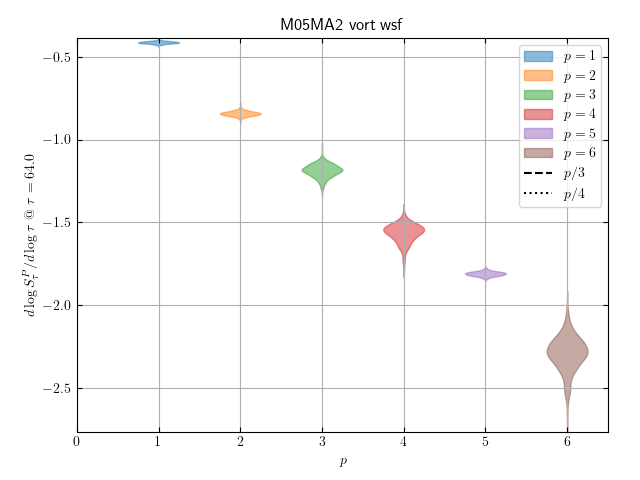 M05MA2 vort wsf
d log S_τ^P / d log τ @ τ = 64.0
−0.5
−1.0
−1.5
−2.0
−2.5
0 1 2 3 4 5 6
p
p = 1
p = 2
p = 3
p = 4
p = 5
p = 6
p/3
p/4